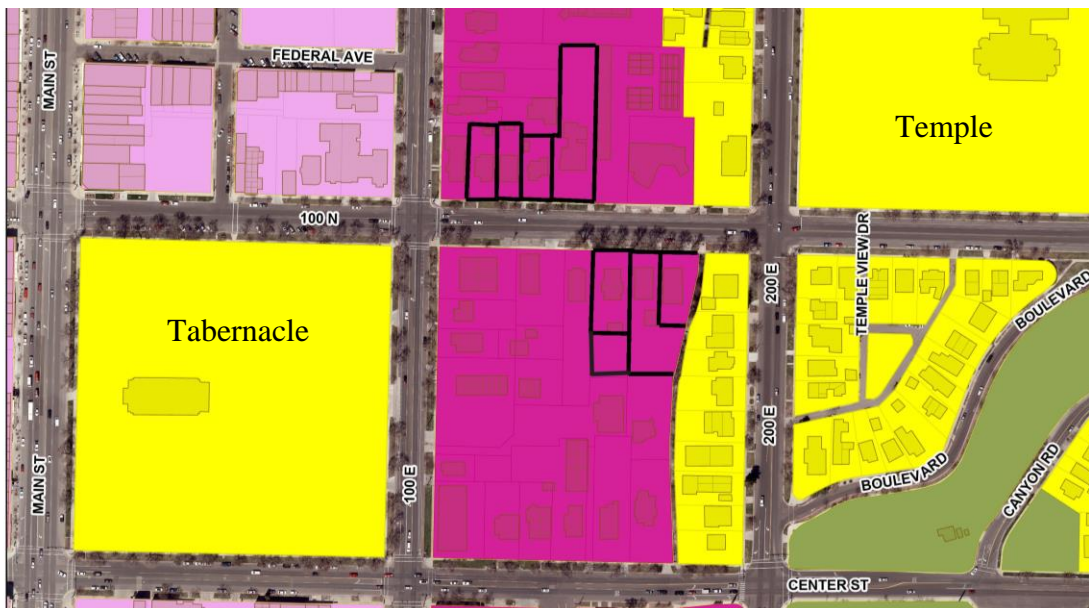 FEDERAL AVE
MAIN ST
Temple
100 N
TEMPLE VIEW DR
200 E
BOULEVARD
Tabernacle
MAIN ST
100 E
200 E
BOULEVARD
CANYON RD
CENTER ST